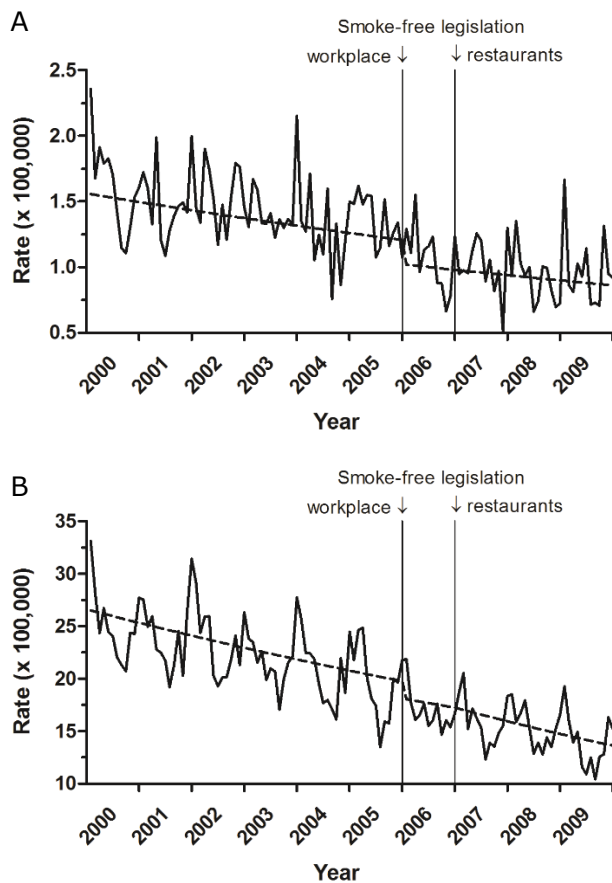 A
Smoke-free legislation
workplace ↓ ↓ restaurants
2.5
2.0
1.5
1.0
0.5
Rate (x 100,000)
2000 2001 2002 2003 2004 2005 2006 2007 2008 2009
Year
B
Smoke-free legislation
workplace ↓ ↓ restaurants
35
30
25
20
15
10
Rate (x 100,000)
2000 2001 2002 2003 2004 2005 2006 2007 2008 2009
Year